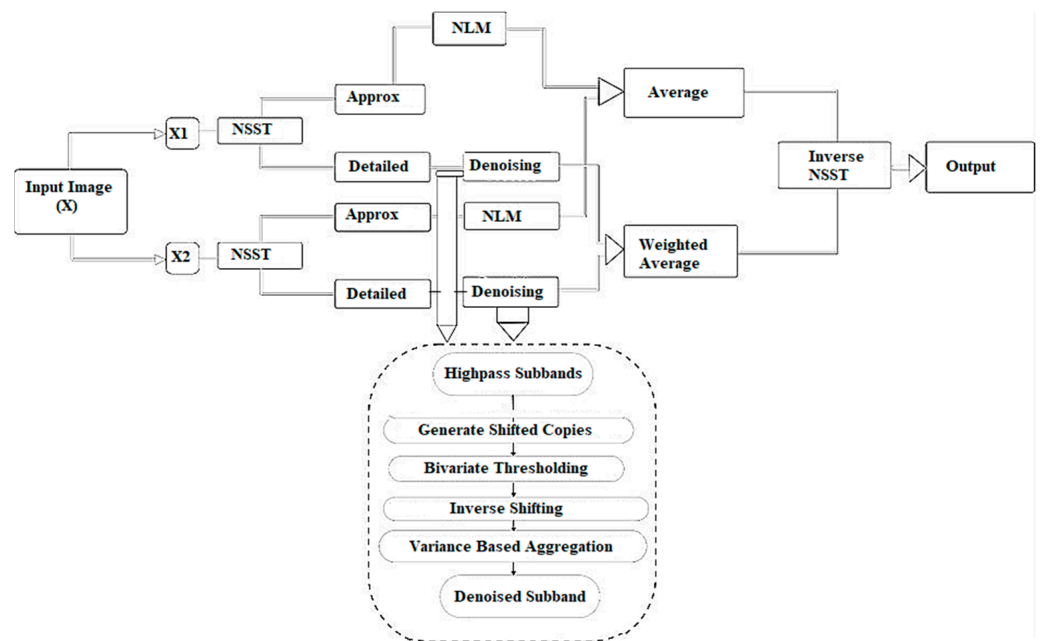 NLM
Approx
Average
X1
NSST
Detailed
Denoising
Inverse
NSST
Output
Input Image
(X)
Approx
NLM
X2
NSST
Weighted
Average
Detailed
Denoising
Highpass Subbands
Generate Shifted Copies
Bivariate Thresholding
Inverse Shifting
Variance Based Aggregation
Denoised Subband